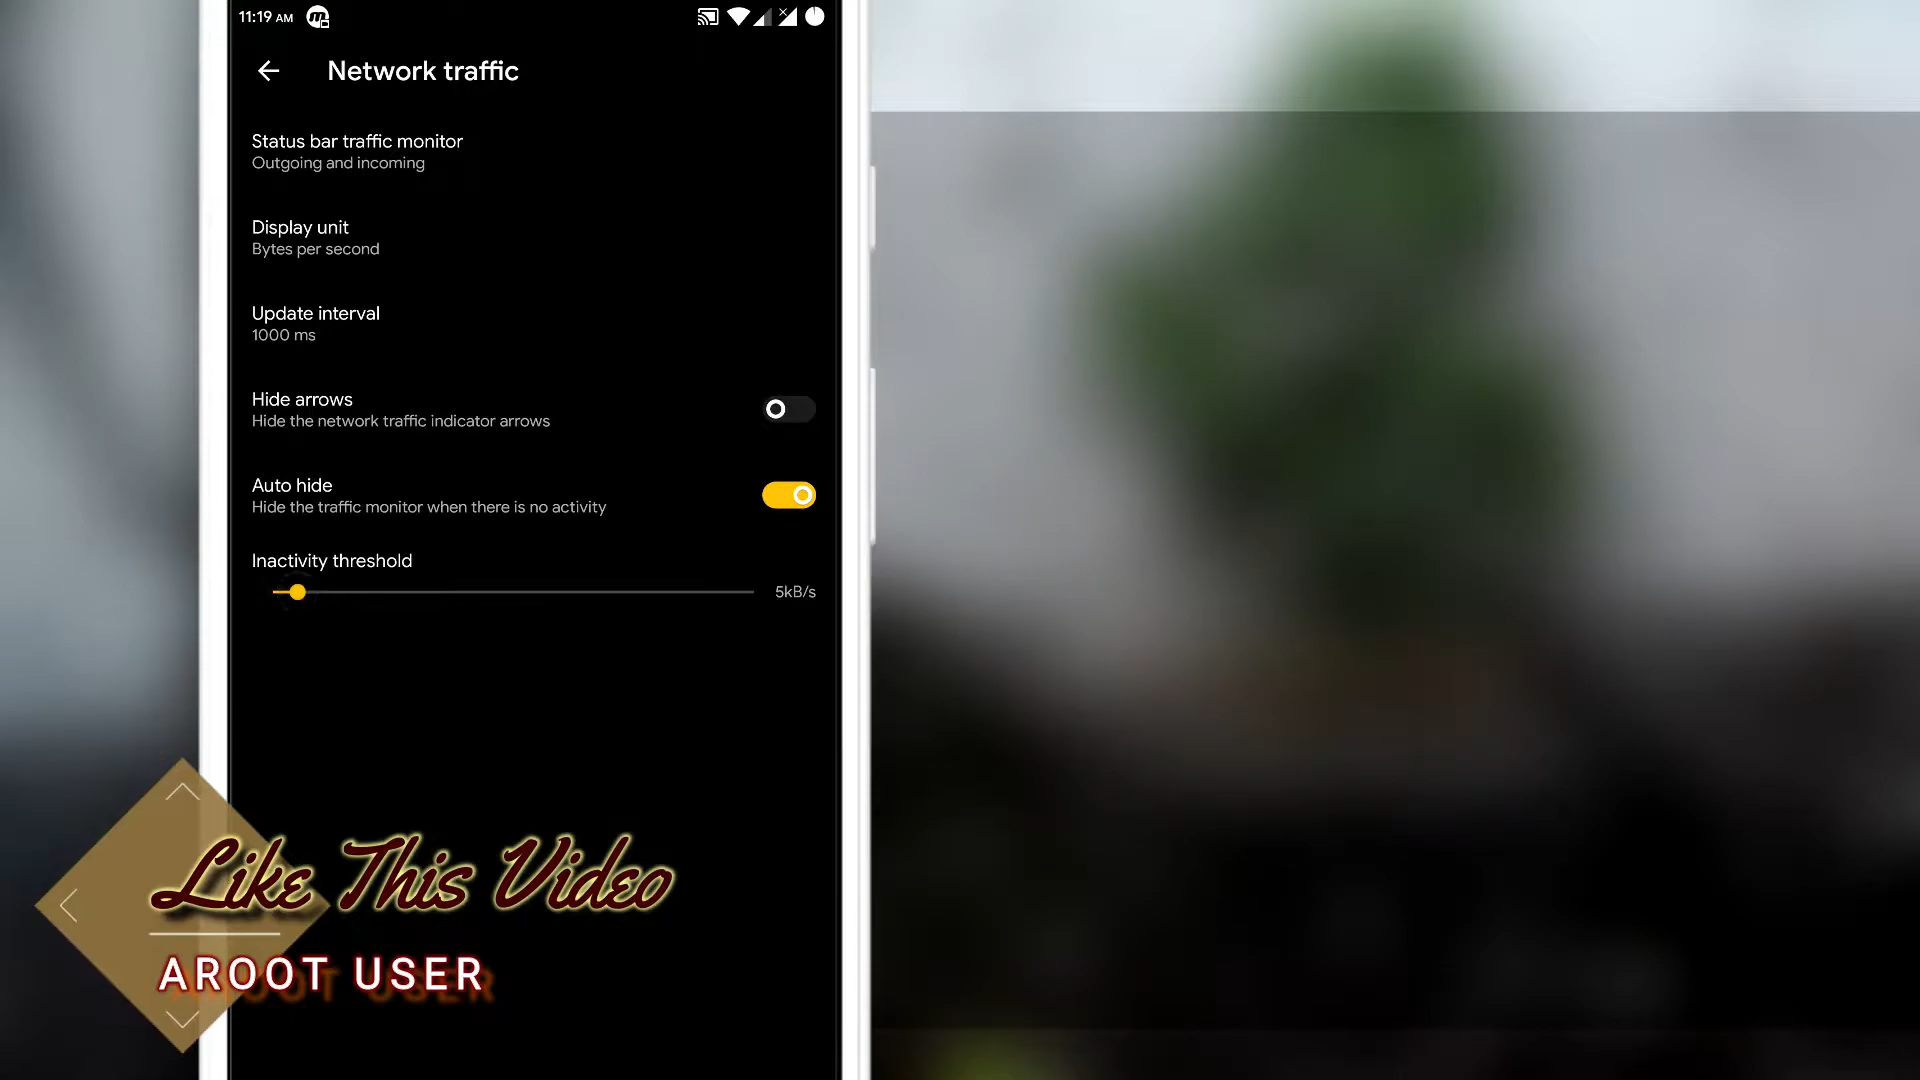 11:19 AM
Network traffic
Status bar traffic monitor
Outgoing and incoming
Display unit
Bytes per second
Update interval
1000 ms
Hide arrows
Hide the network traffic indicator arrows
Auto hide
Hide the traffic monitor when there is no activity
Inactivity threshold
5kB/s
Like This Video
AROOT USER